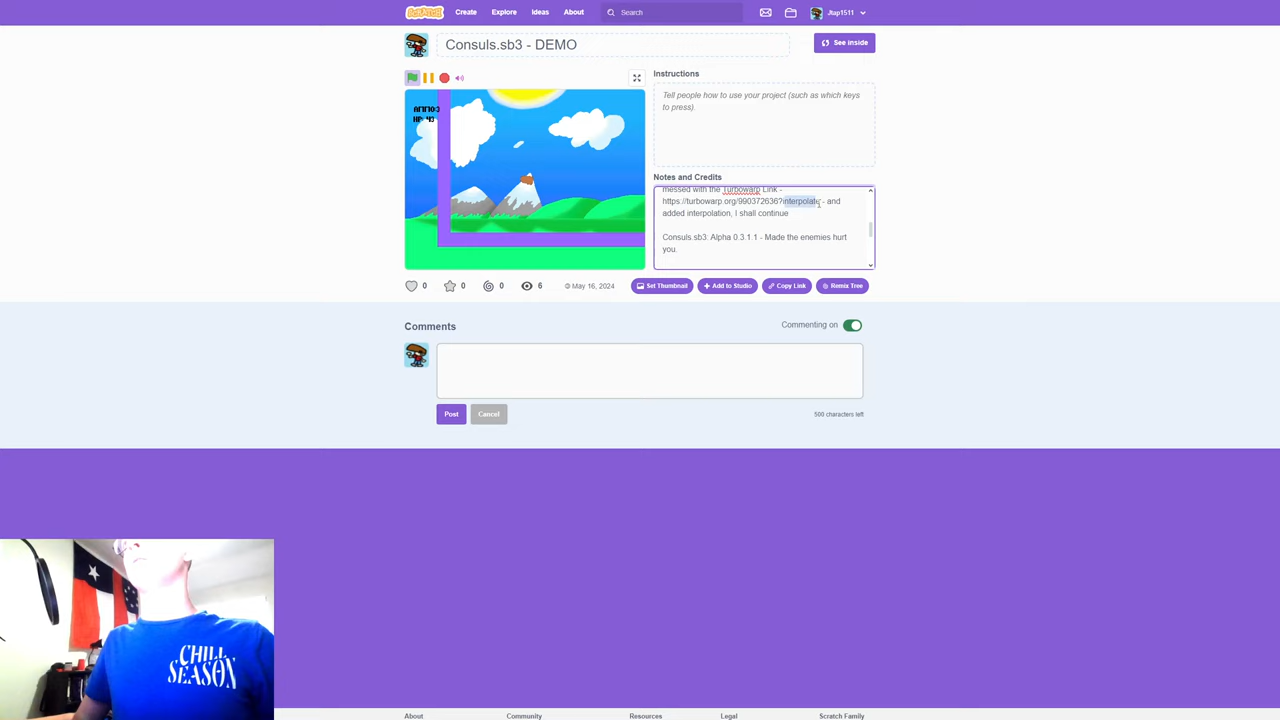 SCRATCH
Create
Explore
Ideas
About
Search
Jtap1511
Consuls.sb3 - DEMO
See inside
Instructions
Tell people how to use your project (such as which keys
to press).
Notes and Credits
messed with the Turbowarp Link -
https://turbowarp.org/990372636?interpolate - and
added interpolation, I shall continue
Consuls.sb3: Alpha 0.3.1.1 - Made the enemies hurt
you.
0
0
0
6
© May 16, 2024
Set Thumbnail
Add to Studio
Copy Link
Remix Tree
Comments
Commenting on
Post
Cancel
500 characters left
CHILL
SEASON
About
Community
Resources
Legal
Scratch Family